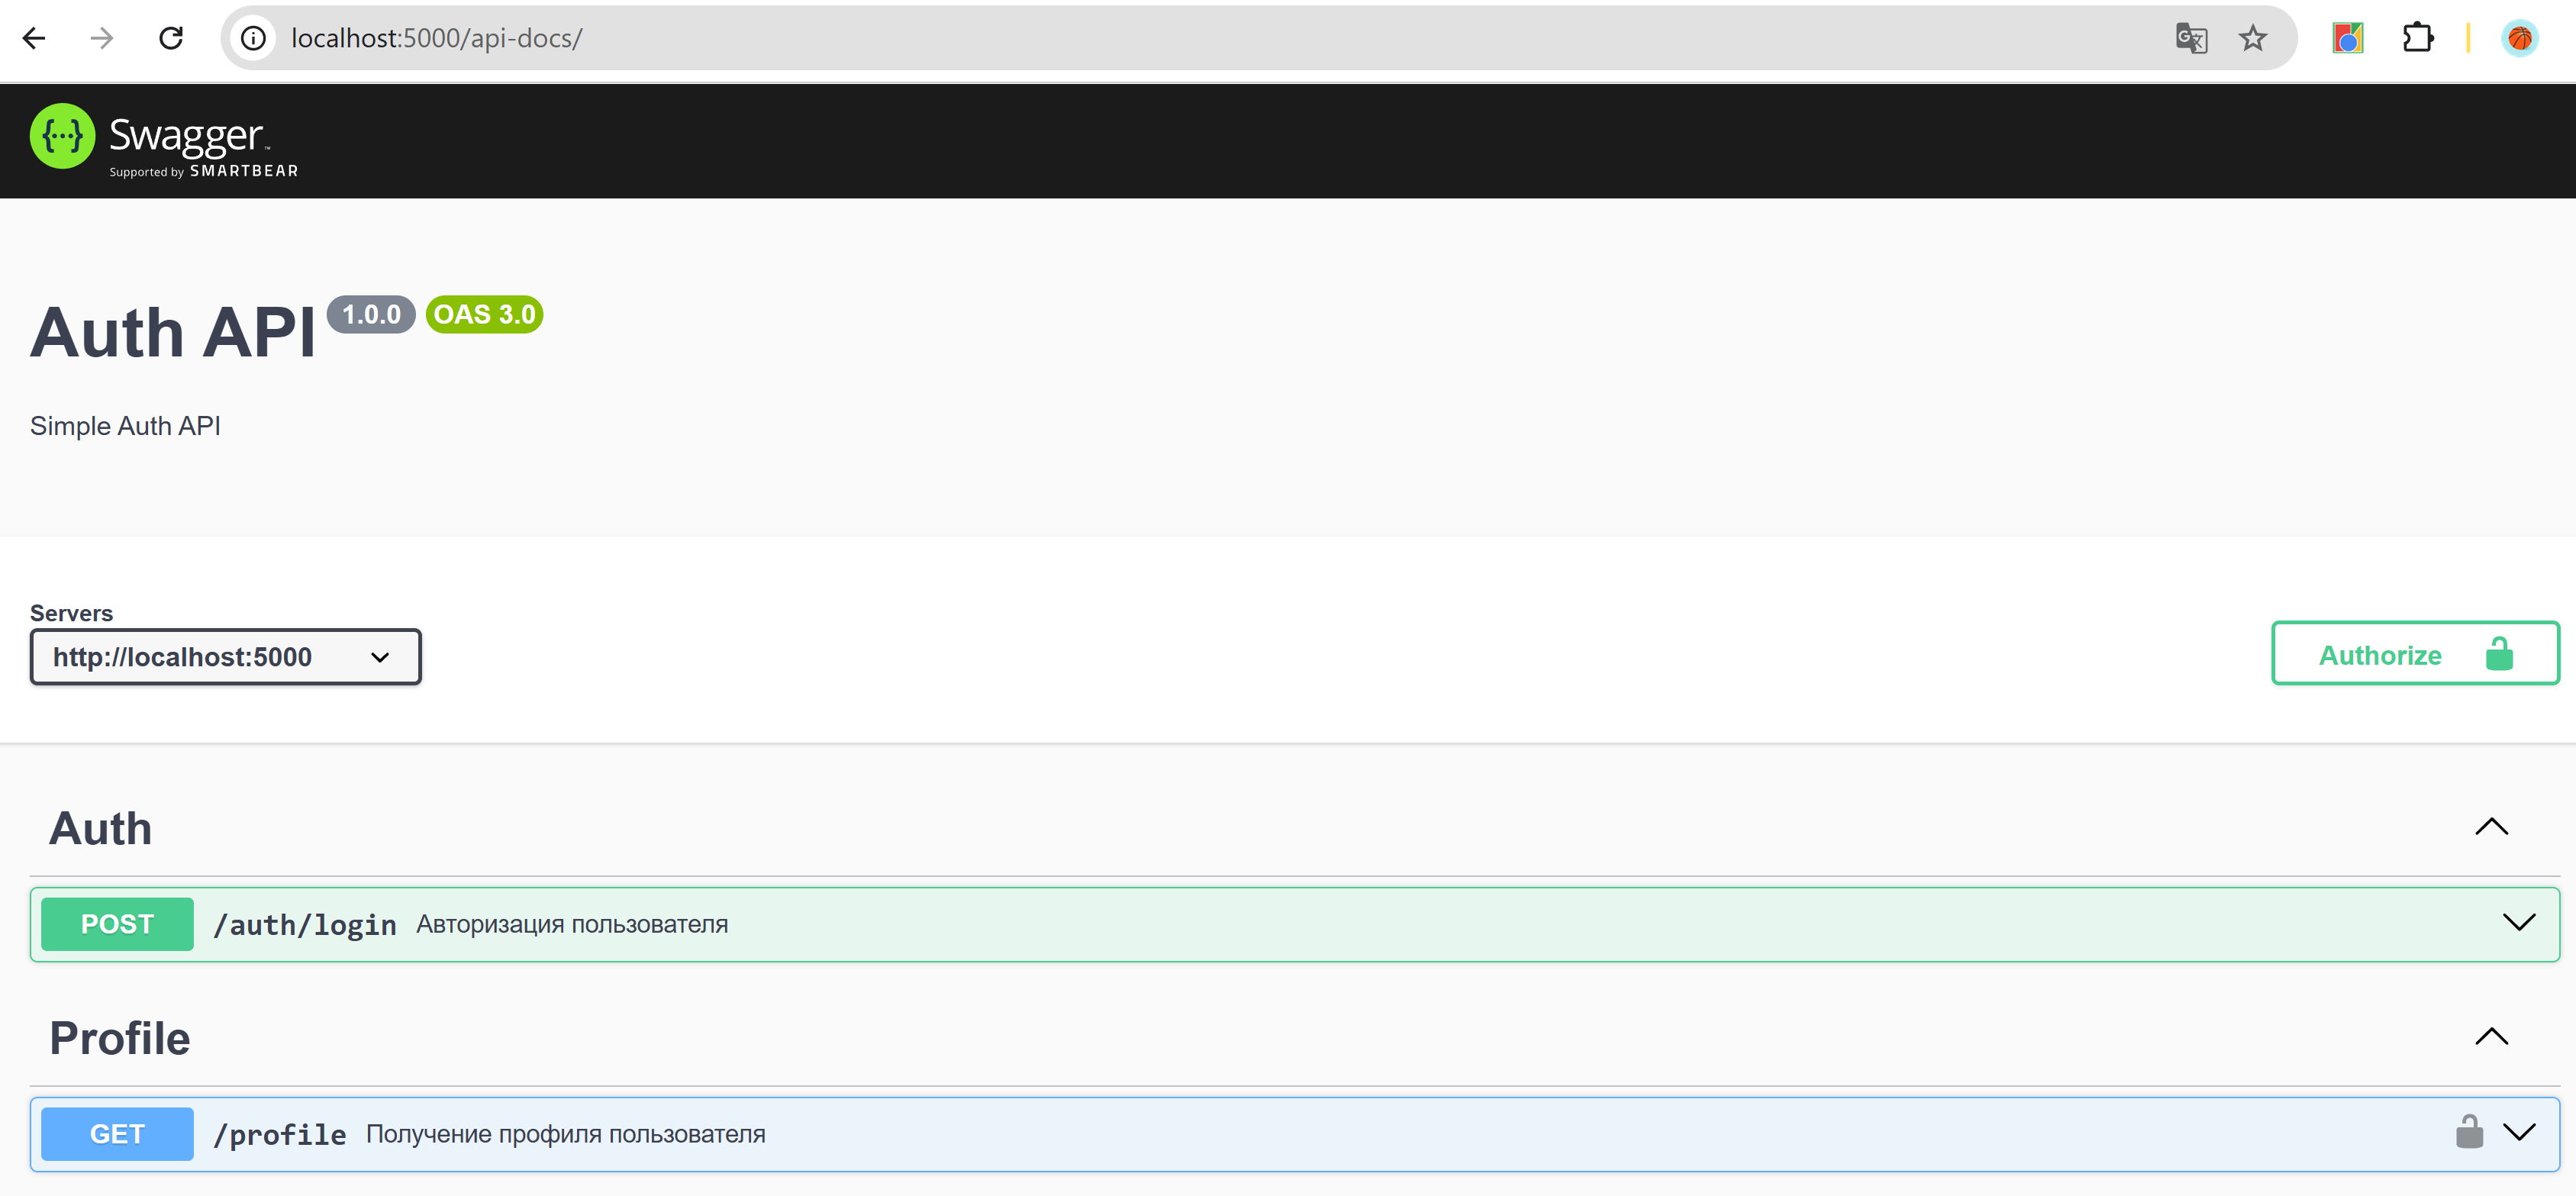 localhost:5000/api-docs/
{···} Swagger™
Supported by SMARTBEAR
Auth API 1.0.0 OAS 3.0
Simple Auth API
Servers
http://localhost:5000
Authorize
Auth
POST /auth/login Авторизация пользователя
Profile
GET /profile Получение профиля пользователя